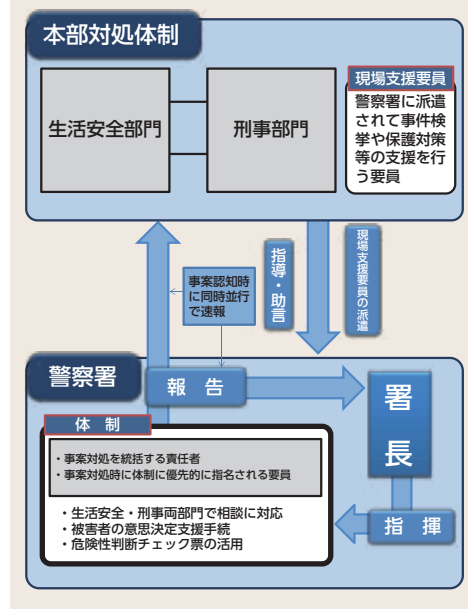 本部対処体制
生活安全部門
刑事部門
現場支援要員
警察署に派遣
されて事件検
挙や保護対策
等の支援を行
う要員
事案認知時
に同時並行
で速報
指導・助言
現場支援要員の派遣
警察署
報告
署長
体制
・事案対処を統括する責任者
・事案対処時に体制に優先的に指名される要員
・生活安全・刑事両部門で相談に対応
・被害者の意思決定支援手続
・危険性判断チェック票の活用
指揮